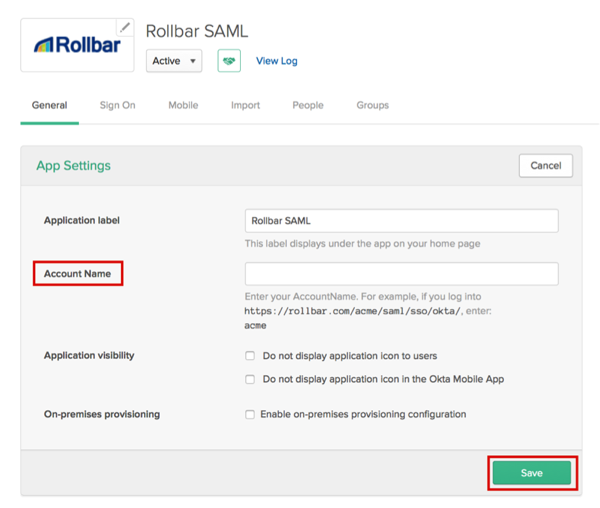 Rollbar
Rollbar SAML
Active
View Log
General
Sign On
Mobile
Import
People
Groups
App Settings
Cancel
Application label
Rollbar SAML
This label displays under the app on your home page
Account Name
Enter your AccountName. For example, if you log into
https://rollbar.com/acme/saml/sso/okta/, enter:
acme
Application visibility
Do not display application icon to users
Do not display application icon in the Okta Mobile App
On-premises provisioning
Enable on-premises provisioning configuration
Save